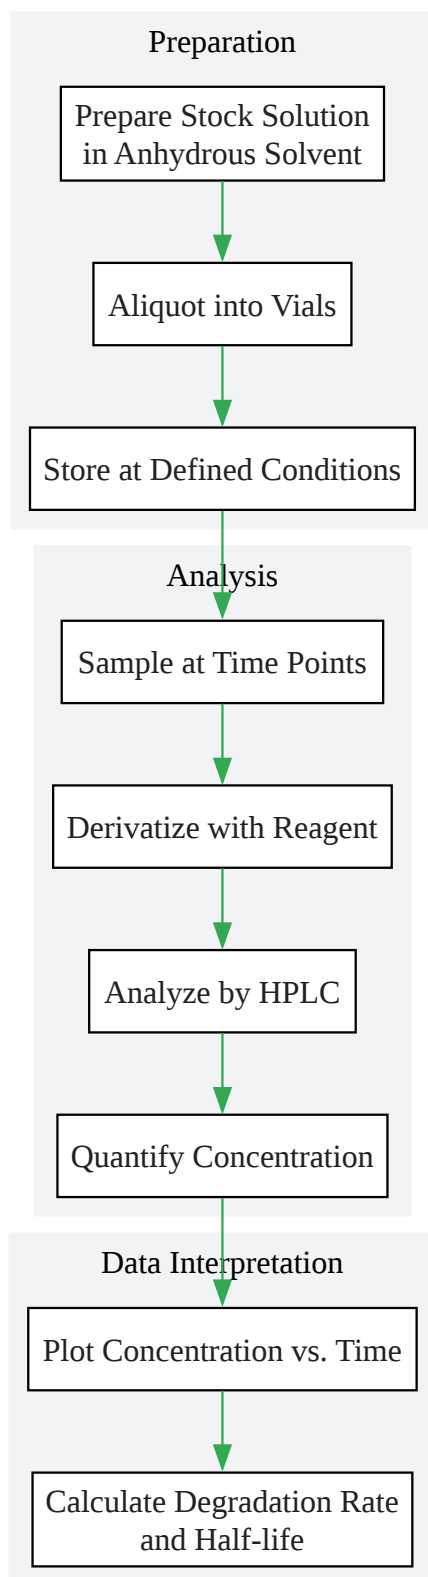 Preparation
Prepare Stock Solution
in Anhydrous Solvent
Aliquot into Vials
Store at Defined Conditions
Analysis
Sample at Time Points
Derivatize with Reagent
Analyze by HPLC
Quantify Concentration
Data Interpretation
Plot Concentration vs. Time
Calculate Degradation Rate
and Half-life